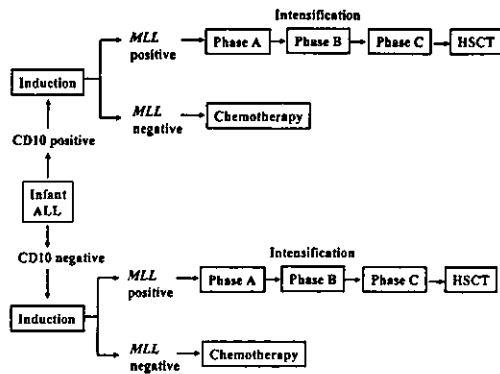 Intensification
MLL
positive
Phase A
Phase B
Phase C
HSCT
Induction
MLL
negative
Chemotherapy
CD10 positive
Infant
ALL
CD10 negative
Intensification
MLL
positive
Phase A
Phase B
Phase C
HSCT
Induction
MLL
negative
Chemotherapy